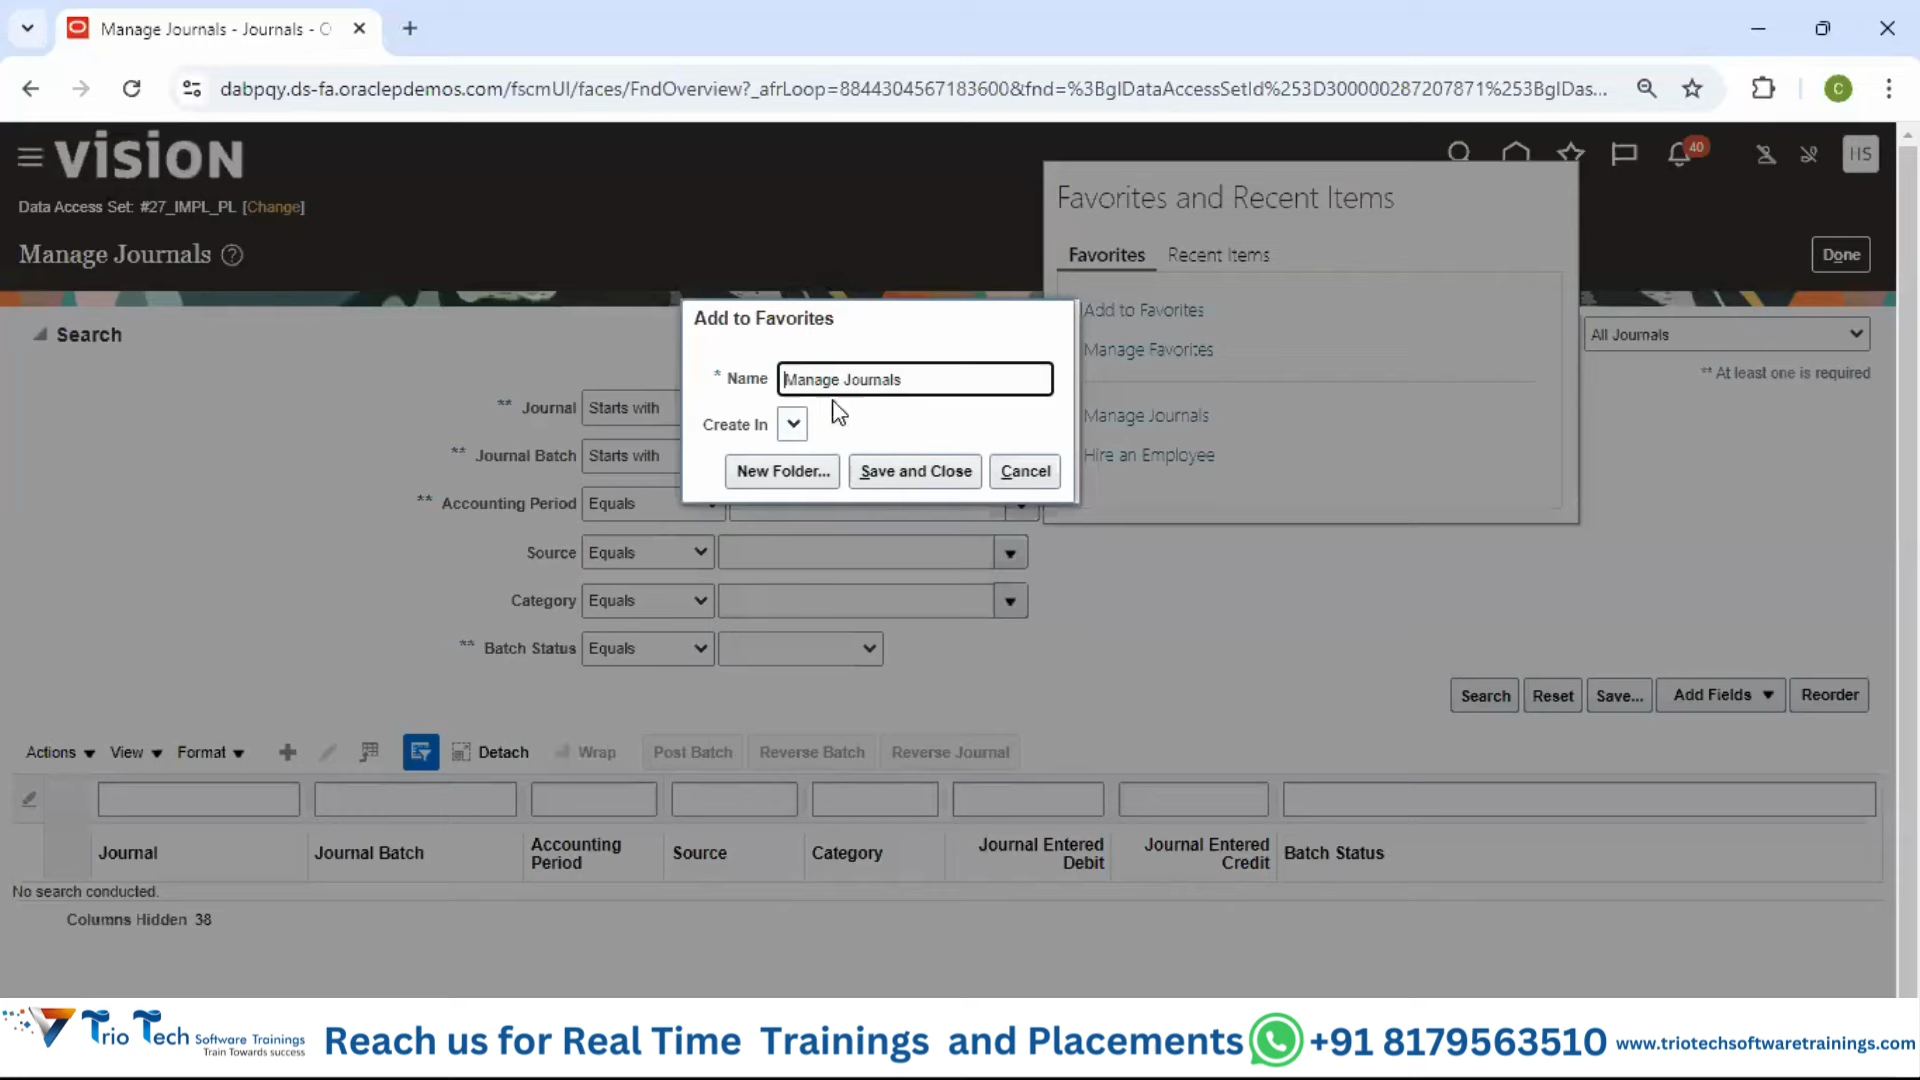 Manage Journals - Journals - O
dabpqy.ds-fa.oraclepdemos.com/fscmUI/faces/FndOverview?_afrLoop=88443045671836​00&fnd=%3BglDataAccessSetId%253D300000287207871%253BglDas...
C
VISION
40
HS
Data Access Set: #27_IMPL_PL [Change]
Manage Journals
Done
Favorites and Recent Items
Favorites Recent Items
Add to Favorites
Manage Favorites
Manage Journals
Hire an Employee
Search
All Journals
** At least one is required
Add to Favorites
* Name Manage Journals
Create In
New Folder... Save and Close Cancel
** Journal Starts with
** Journal Batch Starts with
** Accounting Period Equals
Source Equals
Category Equals
** Batch Status Equals
Search Reset Save... Add Fields Reorder
Actions View Format Detach Wrap Post Batch Reverse Batch Reverse Journal
Journal Journal Batch Accounting Period Source Category Journal Entered Debit Journal Entered Credit Batch Status
No search conducted.
Columns Hidden 38
Trio Tech Software Trainings
Train Towards success
Reach us for Real Time Trainings and Placements +91 8179563510 www.triotechsoftwaretrainings.com